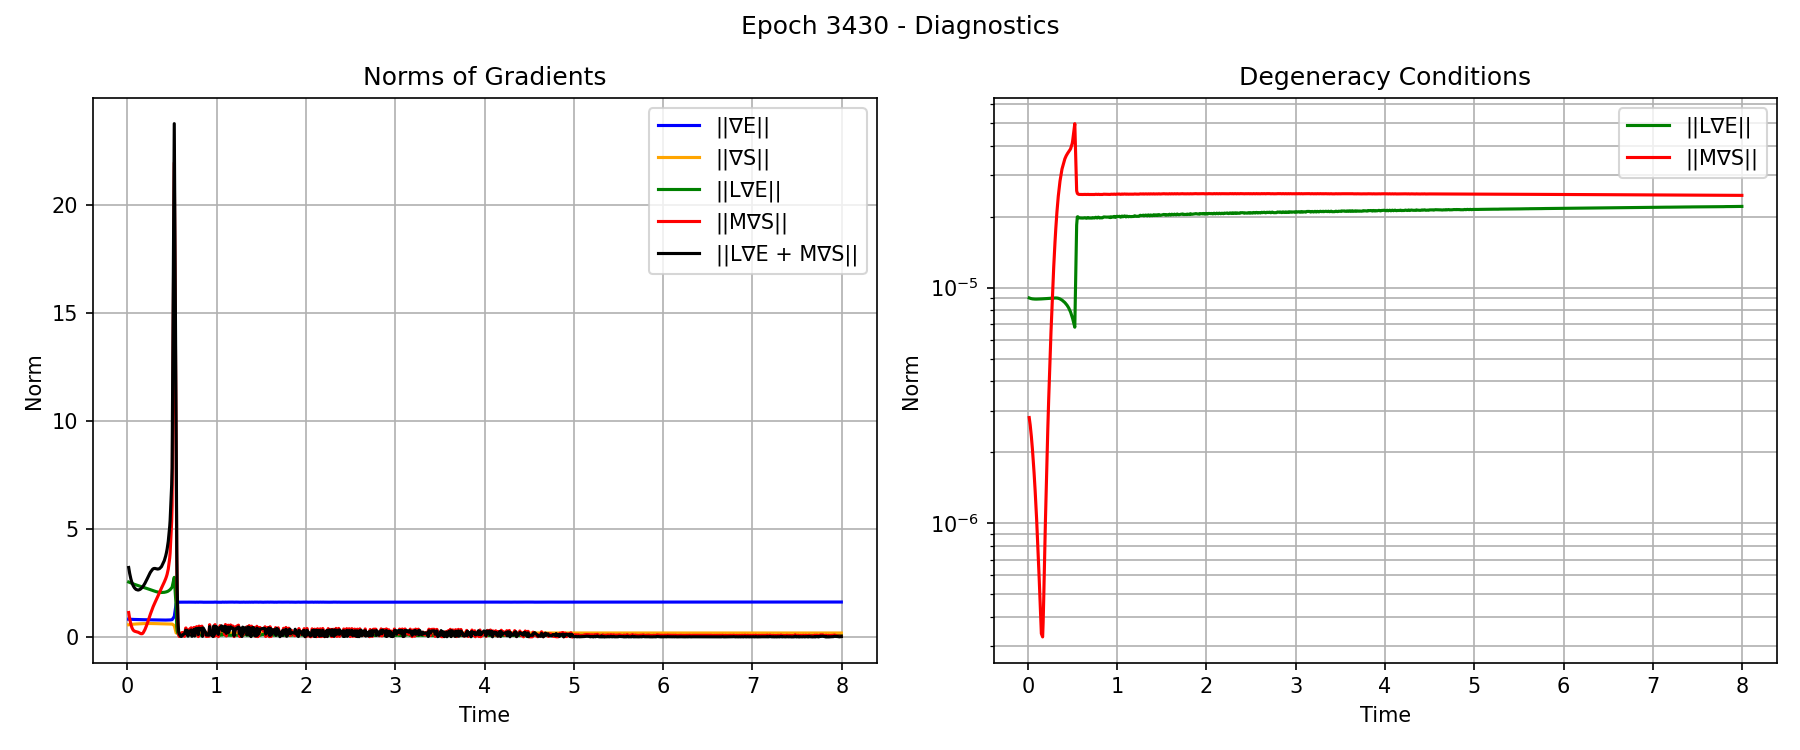 Epoch 3430 - Diagnostics
Norms of Gradients
Norm
20
15
10
5
0
0 1 2 3 4 5 6 7 8
Time
||∇E||
||∇S||
||L∇E||
||M∇S||
||L∇E + M∇S||
Degeneracy Conditions
Norm
10⁻⁵
10⁻⁶
0 1 2 3 4 5 6 7 8
Time
||L∇E||
||M∇S||